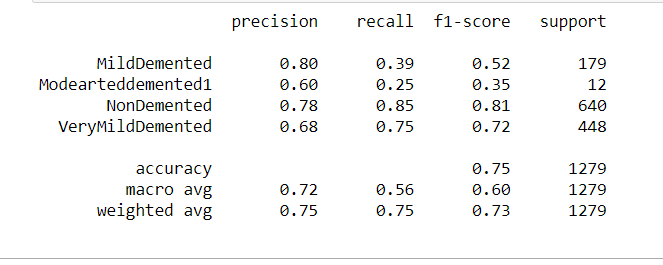 precision recall f1-score support
MildDemented 0.80 0.39 0.52 179
Modearteddemented1 0.60 0.25 0.35 12
NonDemented 0.78 0.85 0.81 640
VeryMildDemented 0.68 0.75 0.72 448
accuracy 0.75 1279
macro avg 0.72 0.56 0.60 1279
weighted avg 0.75 0.75 0.73 1279